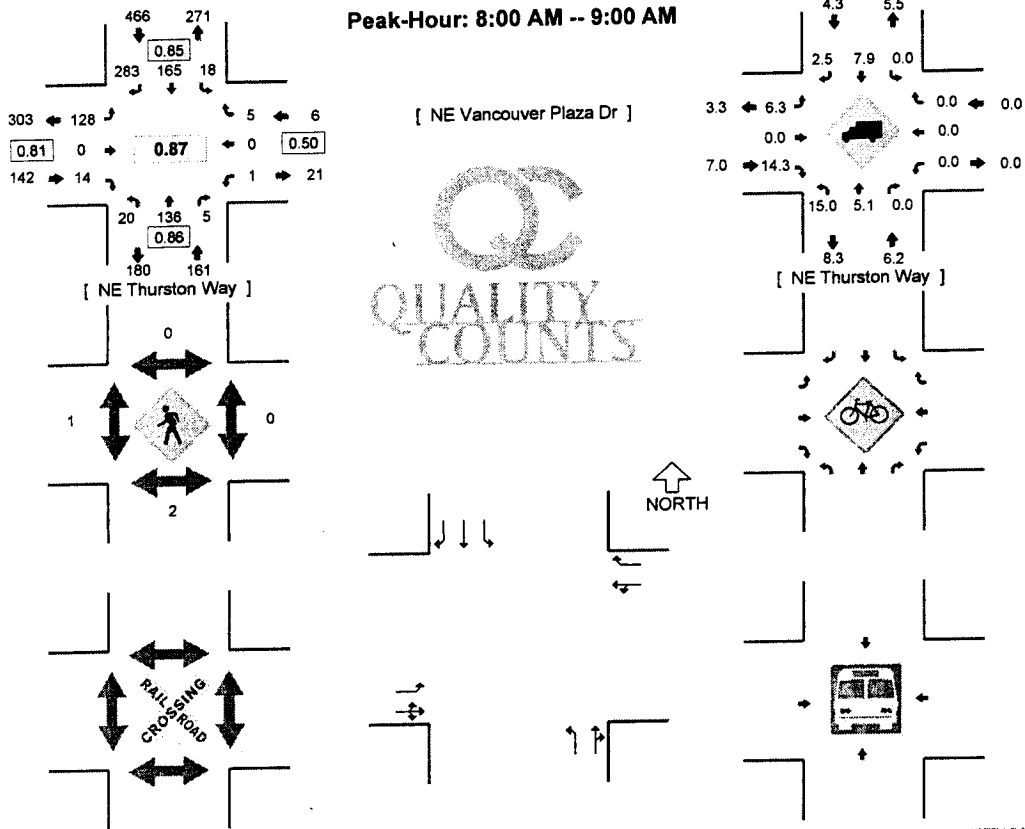 Peak-Hour: 8:00 AM -- 9:00 AM
466 271
0.85
283 165 18
303 128 5 6
0.81 0 0.87 0 0.50
142 14 1 21
20 136 5
0.86
180 161
[ NE Thurston Way ]
[ NE Vancouver Plaza Dr ]
QC
QUALITY
COUNTS
4.3 5.5
2.5 7.9 0.0
3.3 6.3 0.0 0.0
0.0 0.0
7.0 14.3 0.0 0.0
15.0 5.1 0.0
8.3 6.2
[ NE Thurston Way ]
0
1 0
2
NORTH
RAIL ROAD
CROSSING